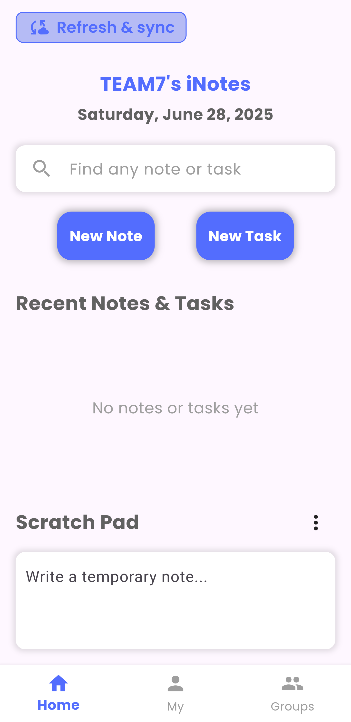 Refresh & sync
TEAM7's iNotes
Saturday, June 28, 2025
Find any note or task
New Note
New Task
Recent Notes & Tasks
No notes or tasks yet
Scratch Pad
Write a temporary note...
Home
My
Groups